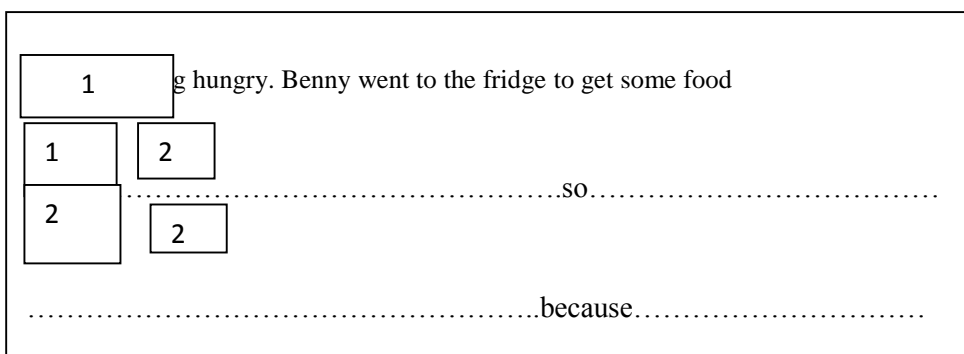 1 g hungry. Benny went to the fridge to get some food
1 2
……………………………………………….so………………………………
2
2
……………………………………………..because…………………………